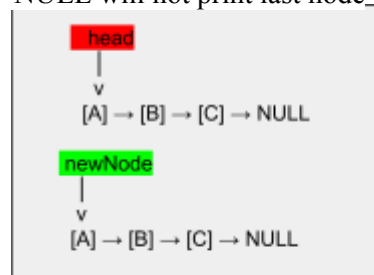 NULL will not print last node
head
|
v
[A] → [B] → [C] → NULL
newNode
|
v
[A] → [B] → [C] → NULL